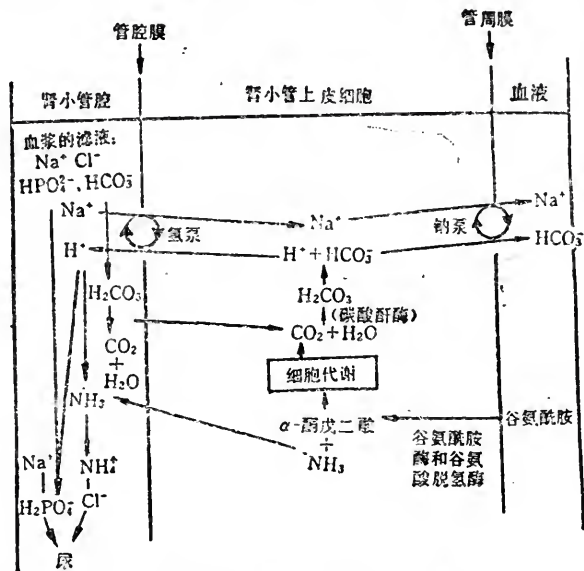 管腔膜
管周膜
肾小管腔
肾小管上皮细胞
血液
血浆的滤液:
Na⁺ Cl⁻
HPO₄²⁻, HCO₃⁻
Na⁺
Na⁺
Na⁺
氢泵
钠泵
H⁺
H⁺+HCO₃⁻
HCO₃⁻
H₂CO₃
H₂CO₃
(碳酸酐酶)
CO₂+H₂O
CO₂
+
H₂O
细胞代谢
NH₃
α-酮戊二酸
+
NH₃
谷氨酰胺
谷氨酰胺
酶和谷氨
酸脱氢酶
Na⁺
NH₄⁺
H₂PO₄⁻
Cl⁻
尿